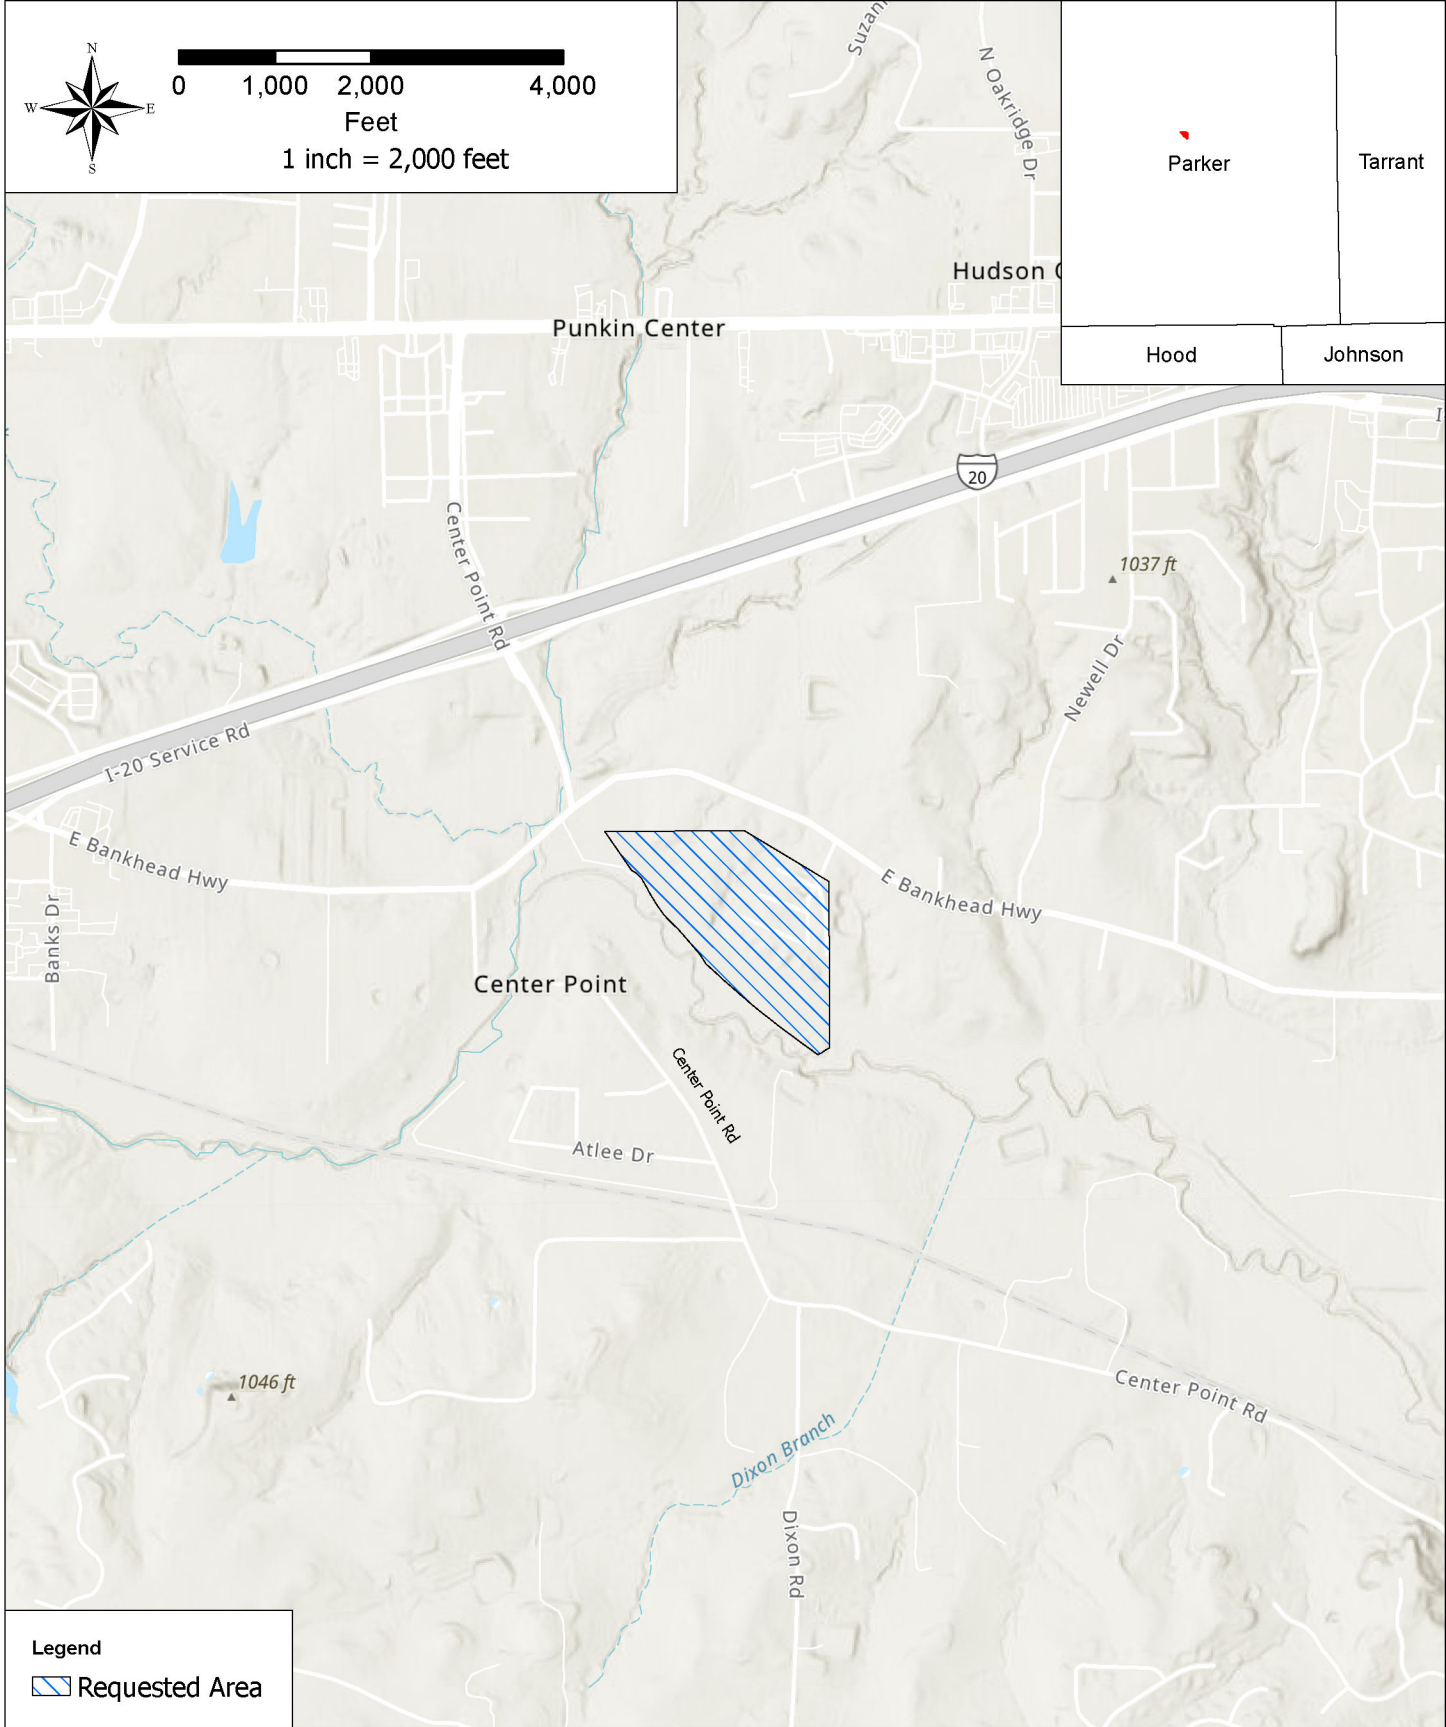 N
W
E
S
0
1,000
2,000
4,000
Feet
1 inch = 2,000 feet
N Oakridge Dr
Parker
Tarrant
Hood
Johnson
Hudson
Punkin Center
20
Center Point Rd
1037 ft
Newell Dr
I-20 Service Rd
E Bankhead Hwy
E Bankhead Hwy
Banks Dr
Center Point
Center Point Rd
Atlee Dr
1046 ft
Center Point Rd
Dixon Branch
Dixon Rd
Legend
Requested Area